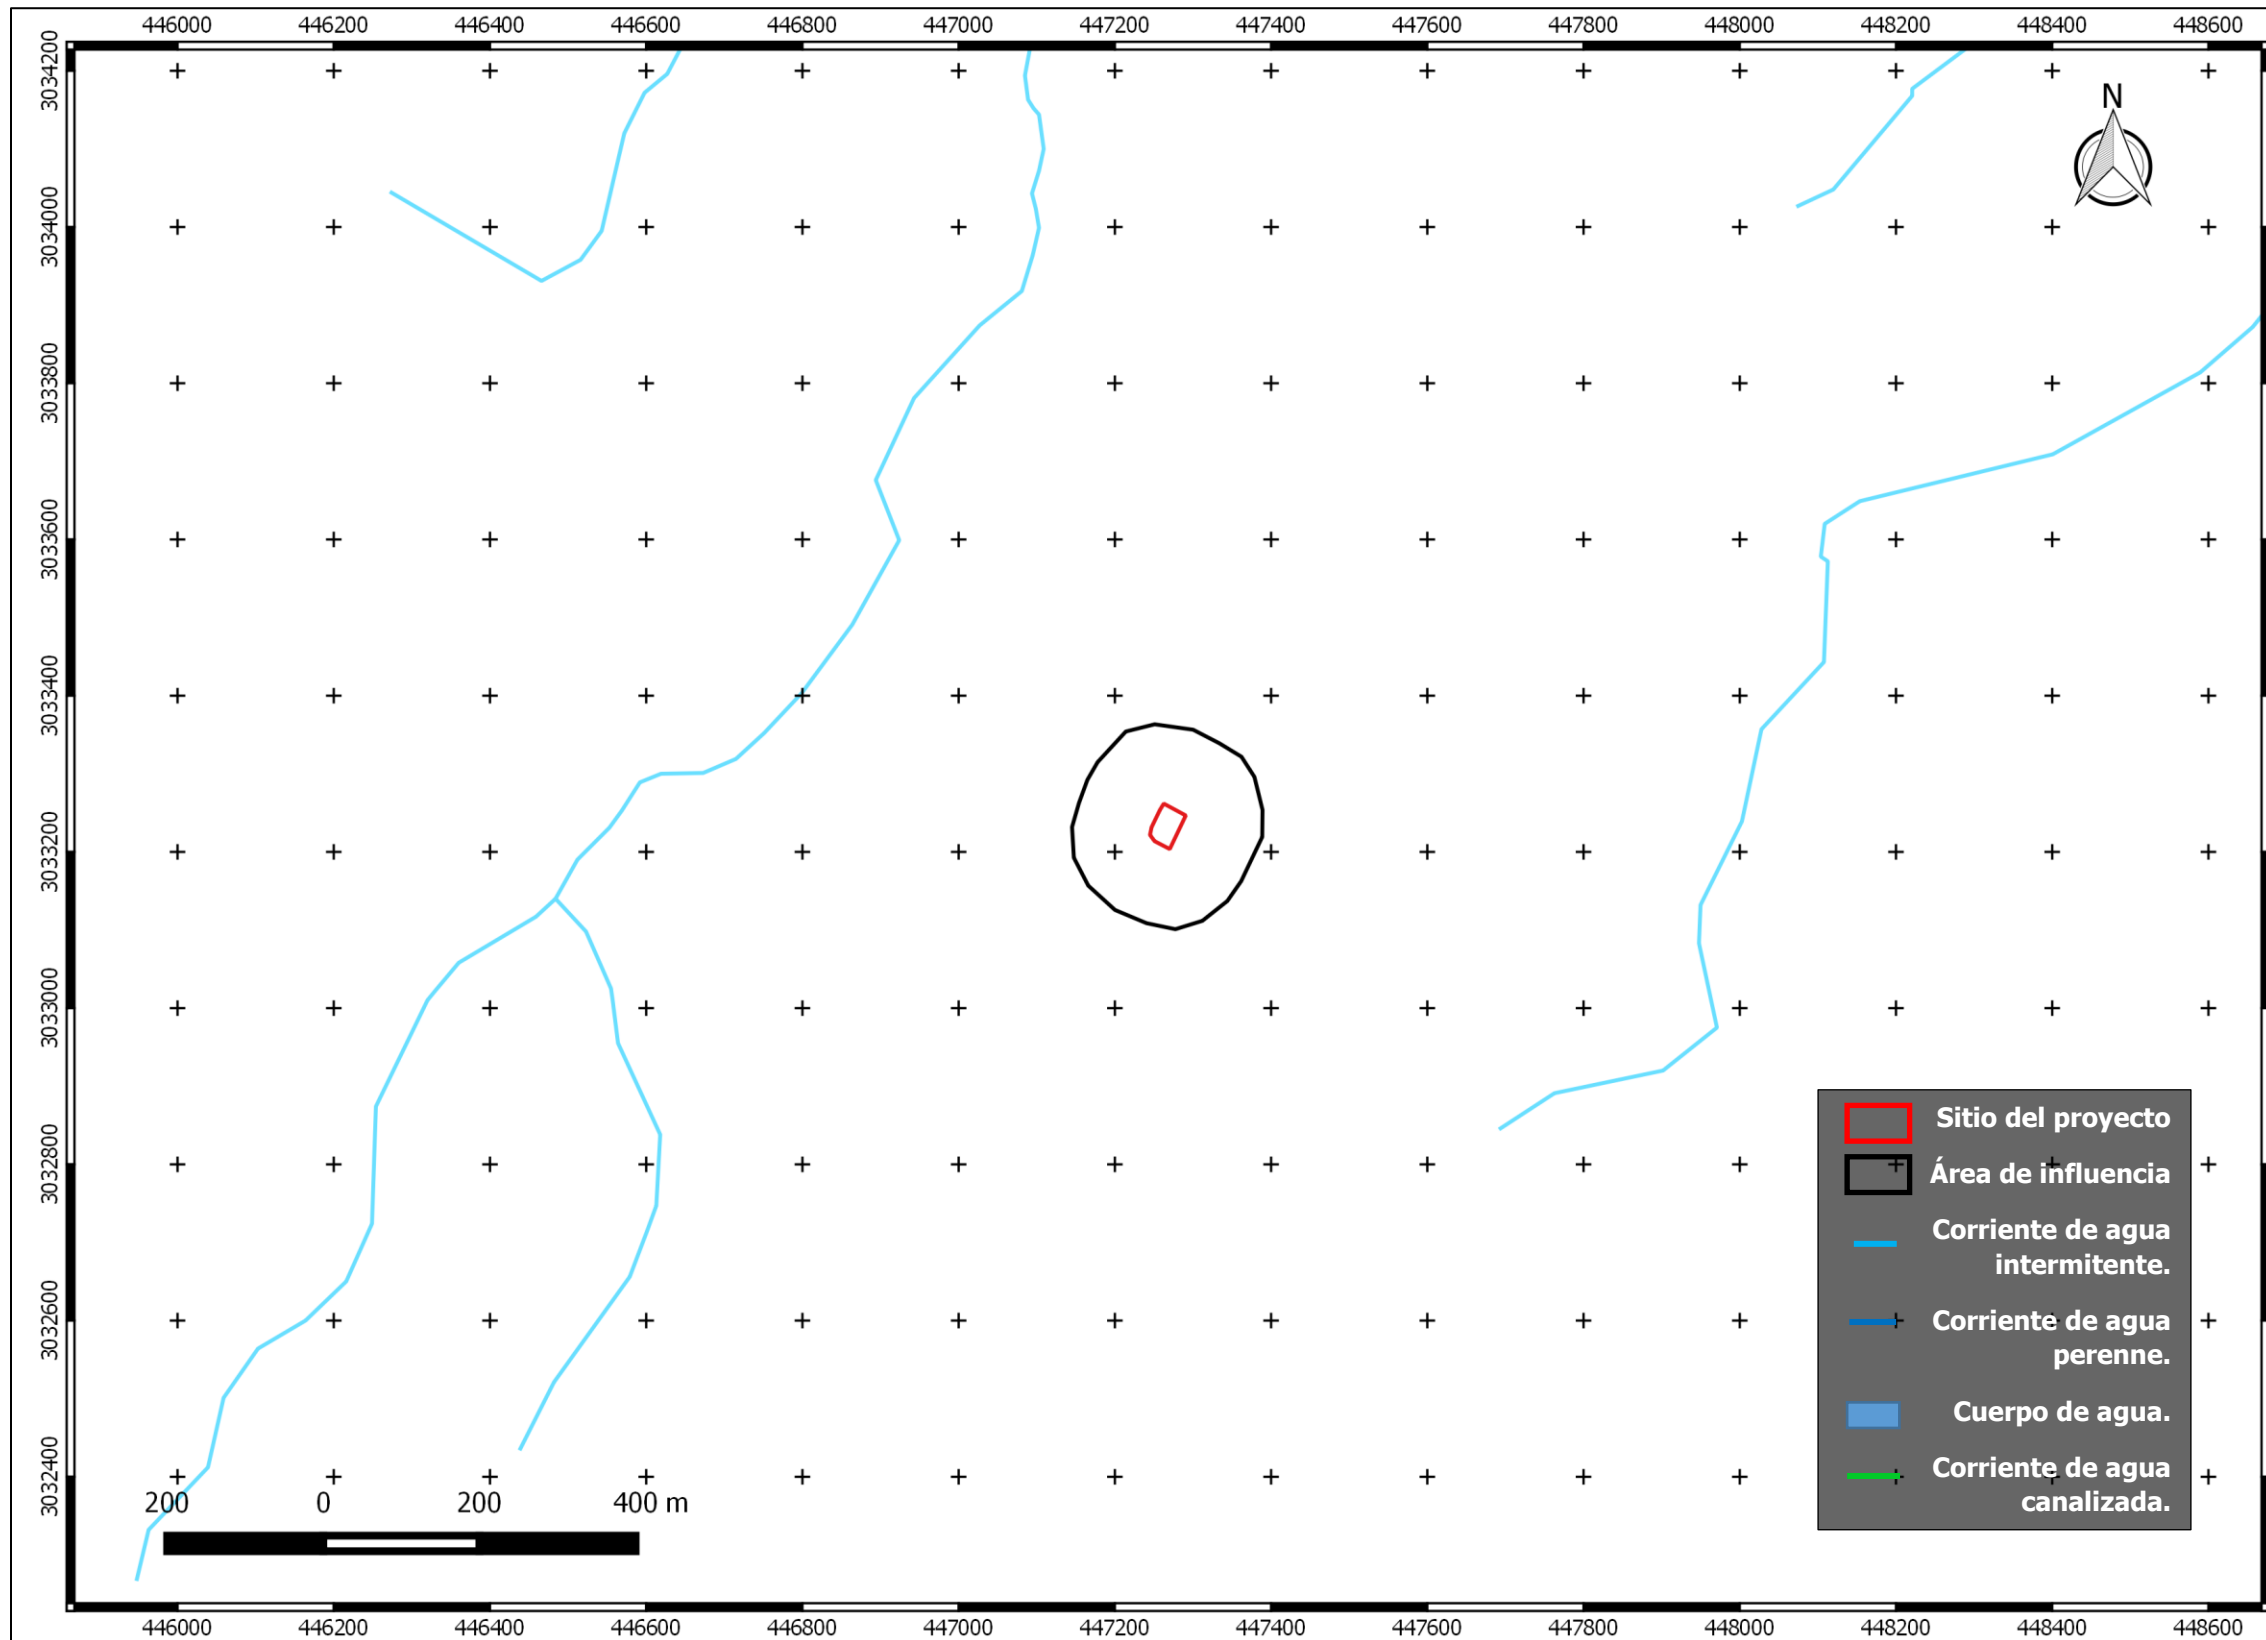 446000 446200 446400 446600 446800 447000 447200 447400 447600 447800 448000 448200 448400 448600
3034200
3034000
3033800
3033600
3033400
3033200
3033000
3032800
3032600
3032400
N
Sitio del proyecto
Área de influencia
Corriente de agua
intermitente.
Corriente de agua
perenne.
Cuerpo de agua.
Corriente de agua
canalizada.
200 0 200 400 m
446000 446200 446400 446600 446800 447000 447200 447400 447600 447800 448000 448200 448400 448600